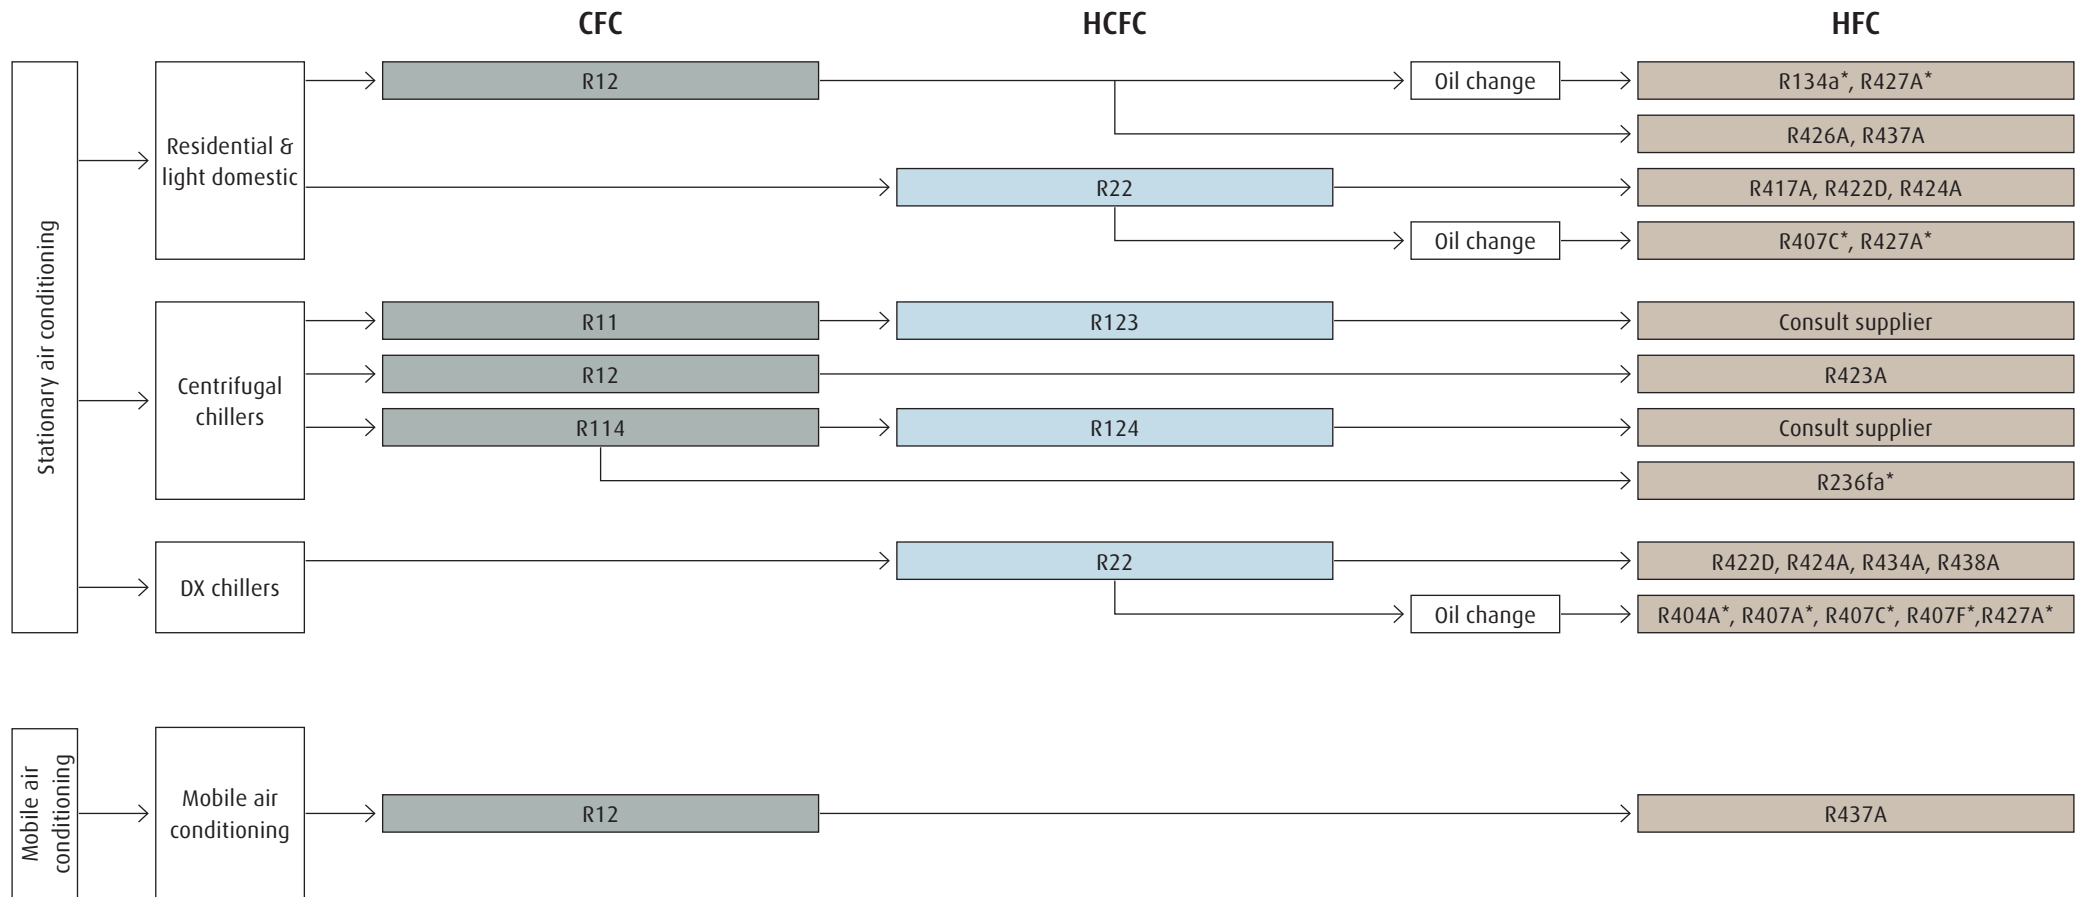 CFC
HCFC
HFC
Stationary air conditioning
Residential &
light domestic
R12
Oil change
R134a*, R427A*
R426A, R437A
R22
R417A, R422D, R424A
Oil change
R407C*, R427A*
Centrifugal
chillers
R11
R123
Consult supplier
R12
R423A
R114
R124
Consult supplier
R236fa*
DX chillers
R22
R422D, R424A, R434A, R438A
Oil change
R404A*, R407A*, R407C*, R407F*,R427A*
Mobile air
conditioning
Mobile air
conditioning
R12
R437A